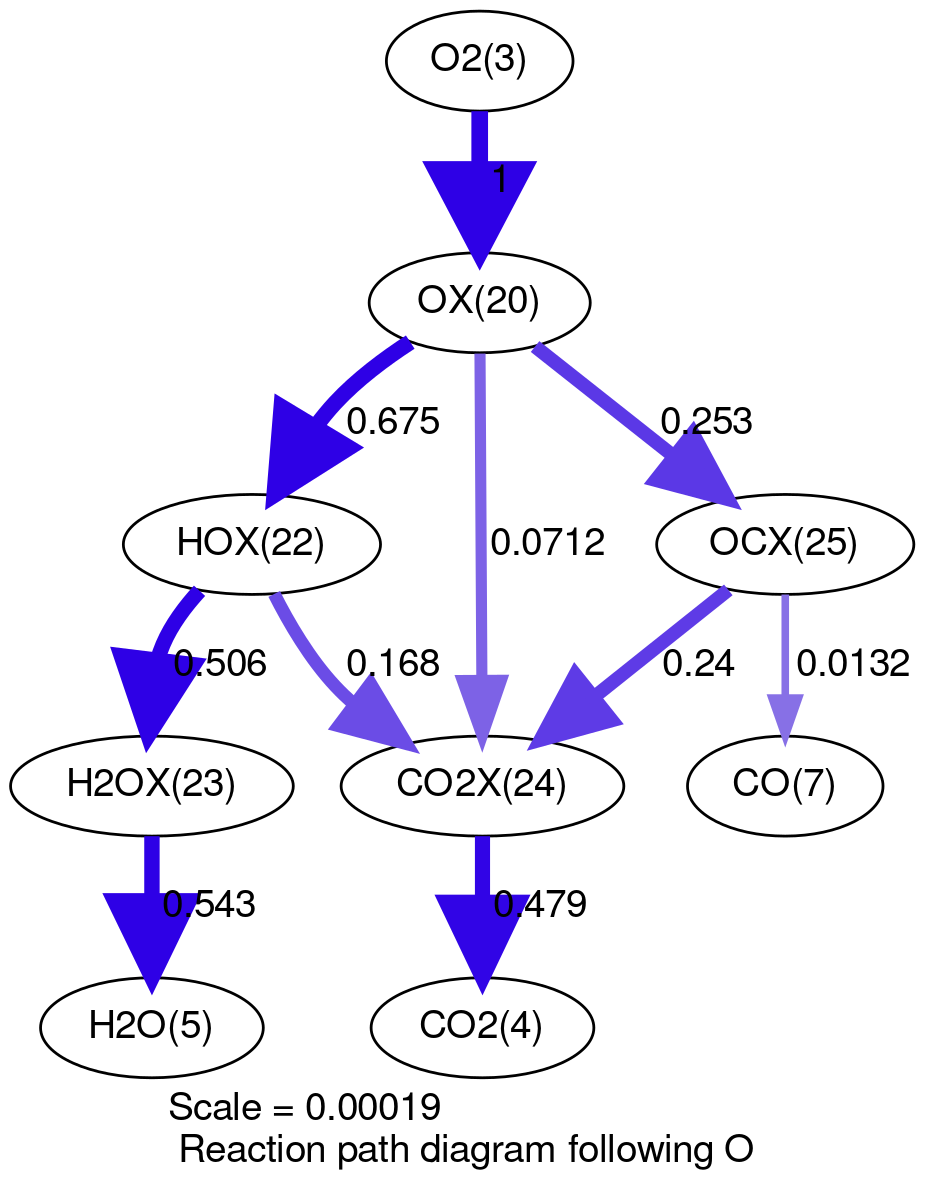 O2(3)
1
OX(20)
0.675
0.253
HOX(22)
0.0712
OCX(25)
0.506
0.168
0.24
0.0132
H2OX(23)
CO2X(24)
CO(7)
0.543
0.479
H2O(5)
CO2(4)
Scale = 0.00019
Reaction path diagram following O